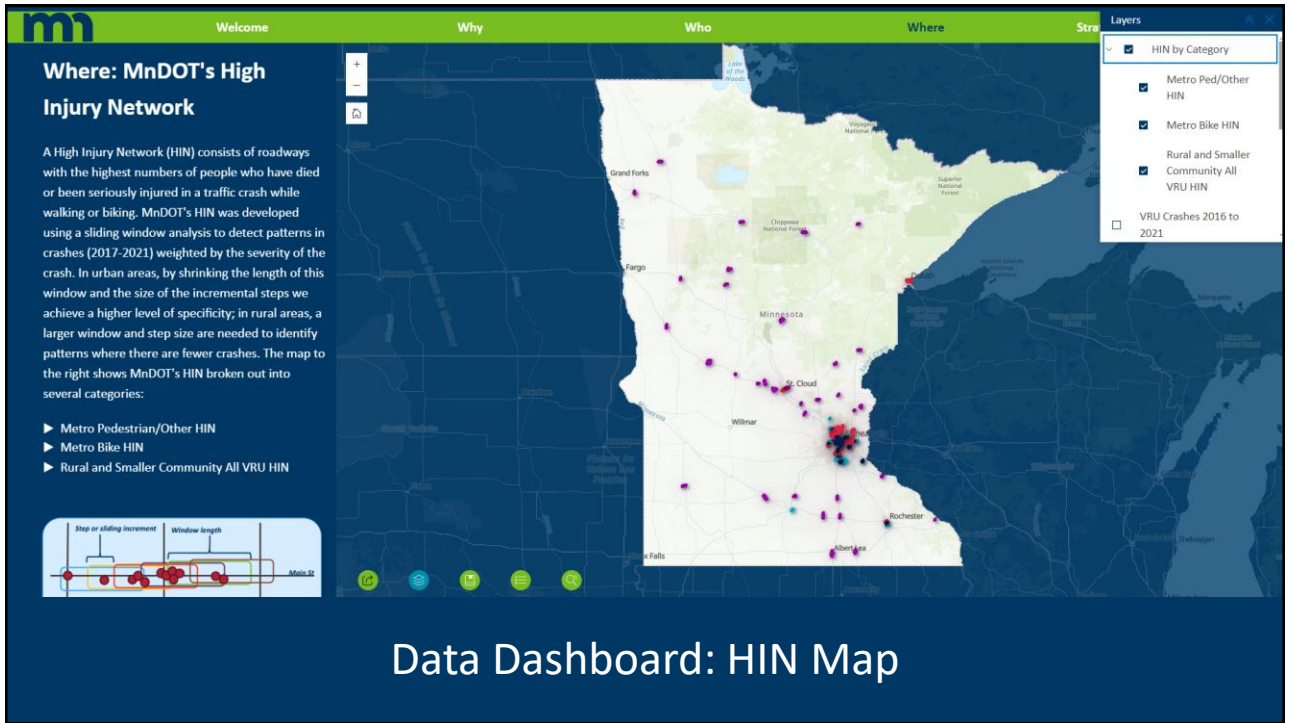 mn
Welcome
Why
Who
Where
Stra
Layers
HIN by Category
Metro Ped/Other
HIN
Metro Bike HIN
Rural and Smaller
Community All
VRU HIN
VRU Crashes 2016 to
2021
Where: MnDOT's High
Injury Network
A High Injury Network (HIN) consists of roadways
with the highest numbers of people who have died
or been seriously injured in a traffic crash while
walking or biking. MnDOT's HIN was developed
using a sliding window analysis to detect patterns in
crashes (2017-2021) weighted by the severity of the
crash. In urban areas, by shrinking the length of this
window and the size of the incremental steps we
achieve a higher level of specificity; in rural areas, a
larger window and step size are needed to identify
patterns where there are fewer crashes. The map to
the right shows MnDOT's HIN broken out into
several categories:
▶ Metro Pedestrian/Other HIN
▶ Metro Bike HIN
▶ Rural and Smaller Community All VRU HIN
Step or sliding increment
Window length
Main St
Lake
of the
Woods
Grand Forks
Superior
National
Forest
Chippewa
National Forest
Fargo
Duluth
Minnesota
St. Cloud
Willmar
Minnesota
Rochester
Albert Lea
x Falls
Data Dashboard: HIN Map